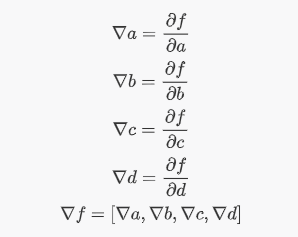 ∇a = ∂f/∂a
∇b = ∂f/∂b
∇c = ∂f/∂c
∇d = ∂f/∂d
∇f = [∇a, ∇b, ∇c, ∇d]